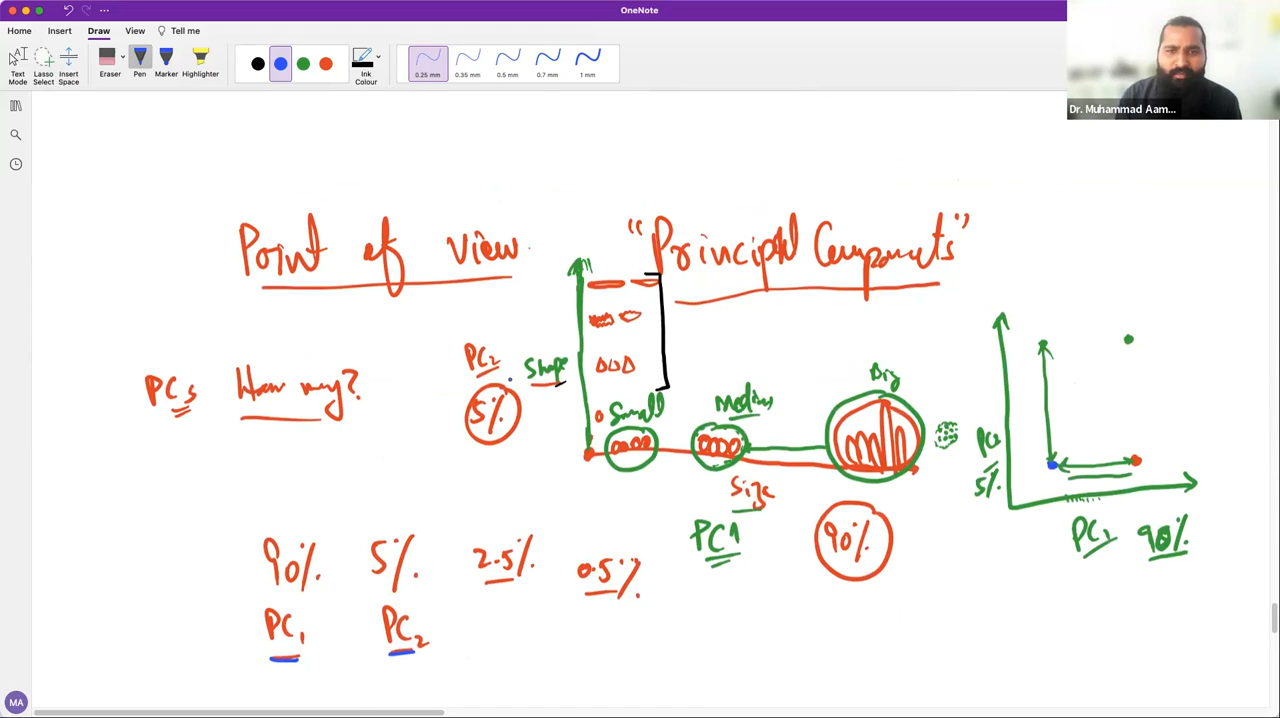 OneNote
Home Insert Draw View Tell me
Text Mode
Lasso Select
Insert Space
Eraser
Pen
Marker
Highlighter
Ink Colour
0.25 mm
0.35 mm
0.5 mm
0.7 mm
1 mm
Dr. Muhammad Aam...
Point of view "Principal Components"
PCs How many?
PC2 Shape
5%
Small Medium Big
Size
PC1 90%
PC2
5%
PC1 90%
90% 5% 2.5% 0.5%
PC1 PC2
MA